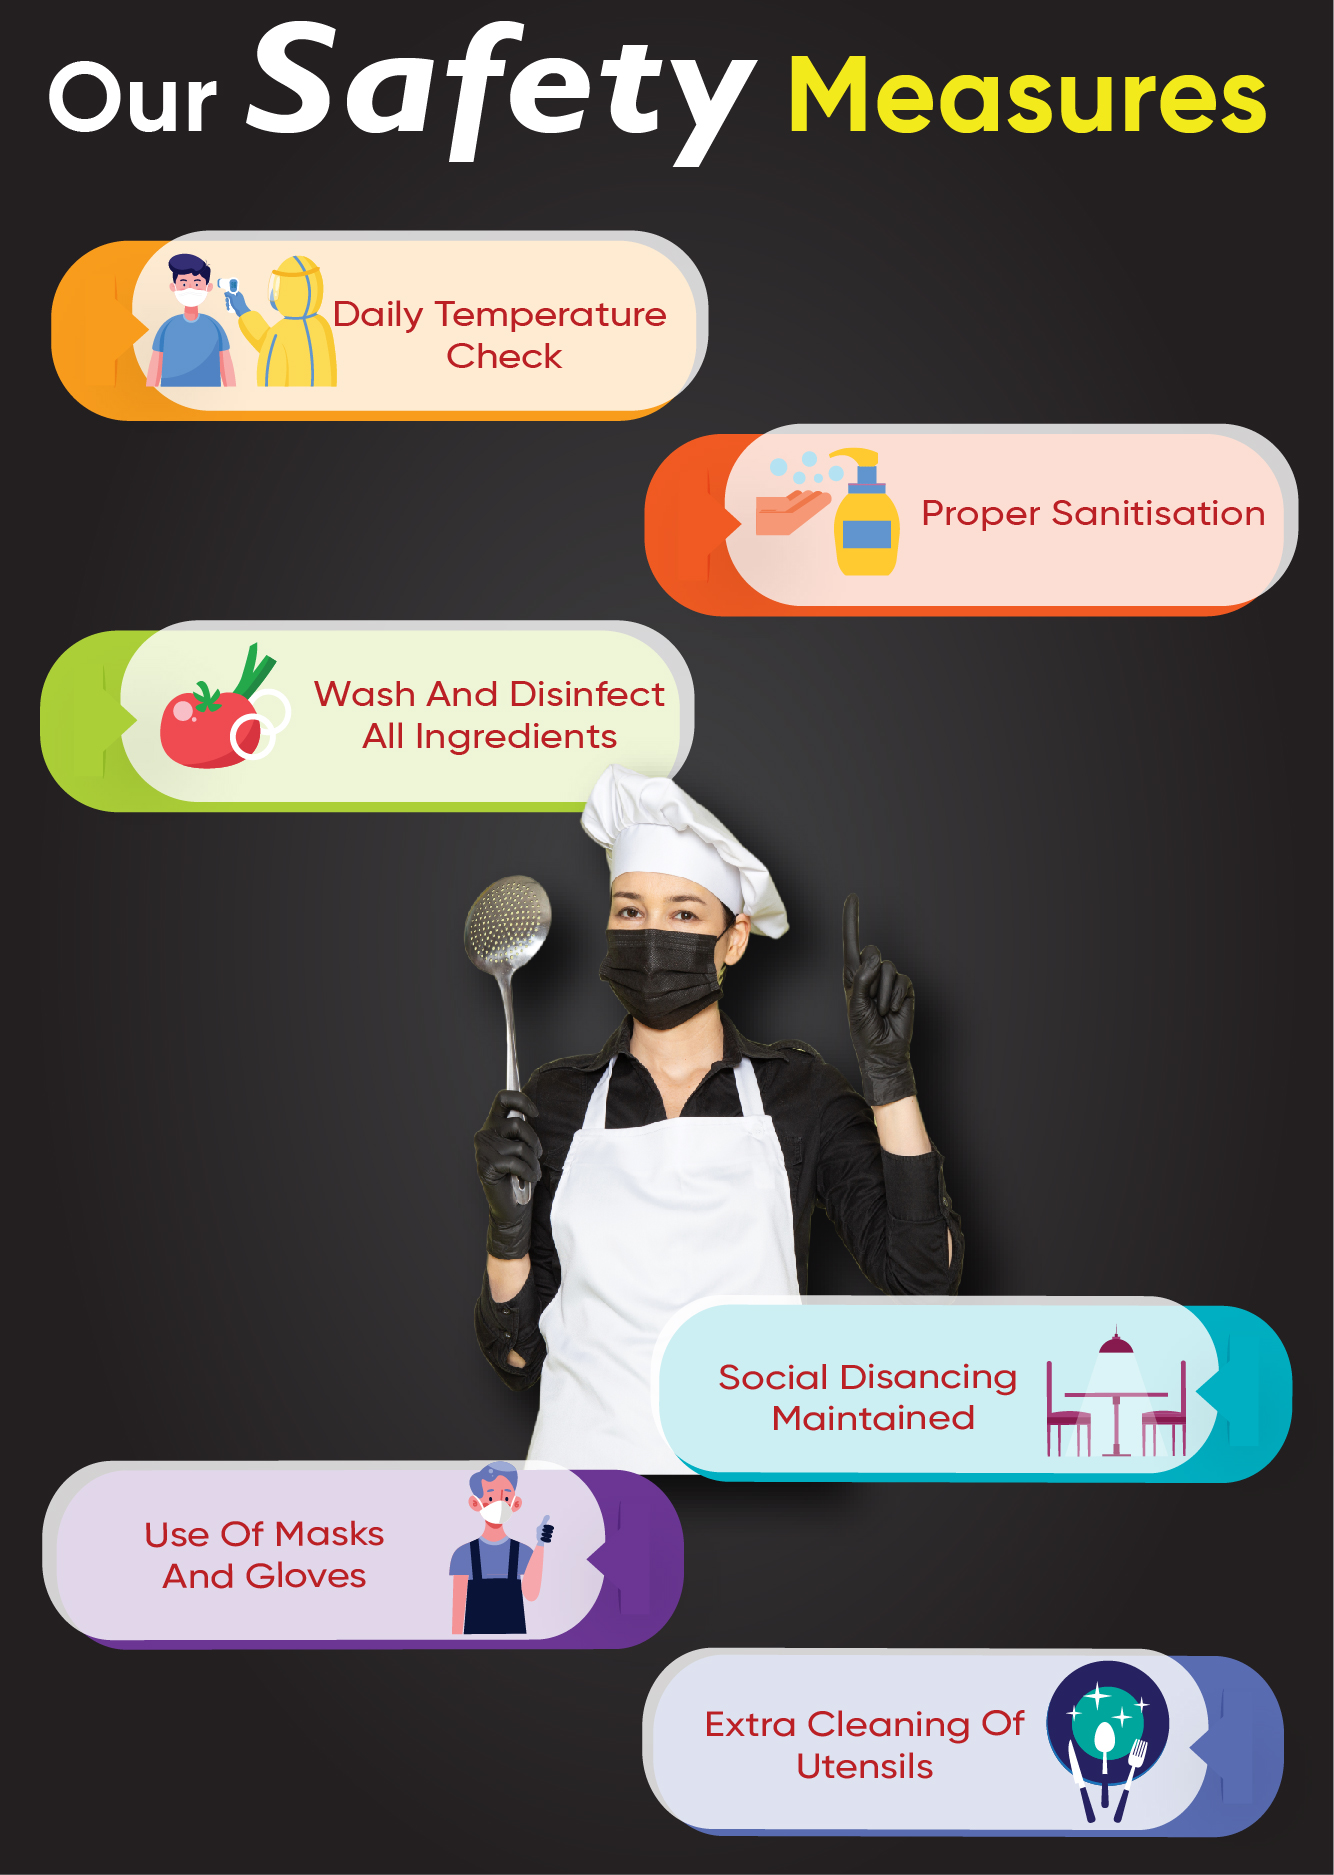 Our Safety Measures
Daily Temperature
Check
Proper Sanitisation
Wash And Disinfect
All Ingredients
Social Disancing
Maintained
Use Of Masks
And Gloves
Extra Cleaning Of
Utensils